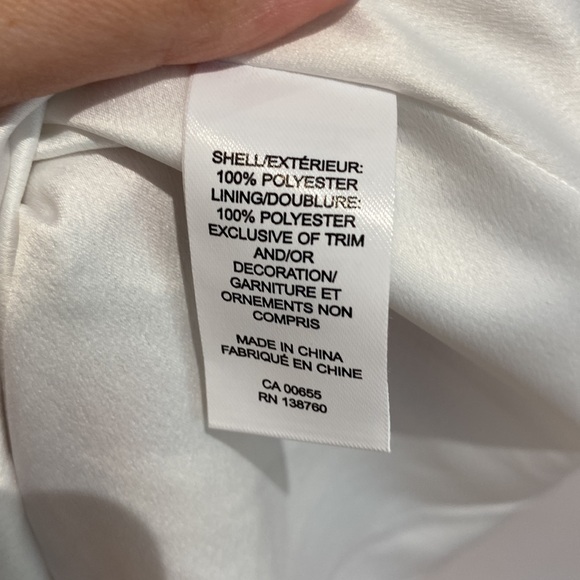 SHELL/EXTÉRIEUR:
100% POLYESTER
LINING/DOUBLURE:
100% POLYESTER
EXCLUSIVE OF TRIM
AND/OR
DECORATION/
GARNITURE ET
ORNEMENTS NON
COMPRIS
MADE IN CHINA
FABRIQUÉ EN CHINE
CA 00655
RN 138760